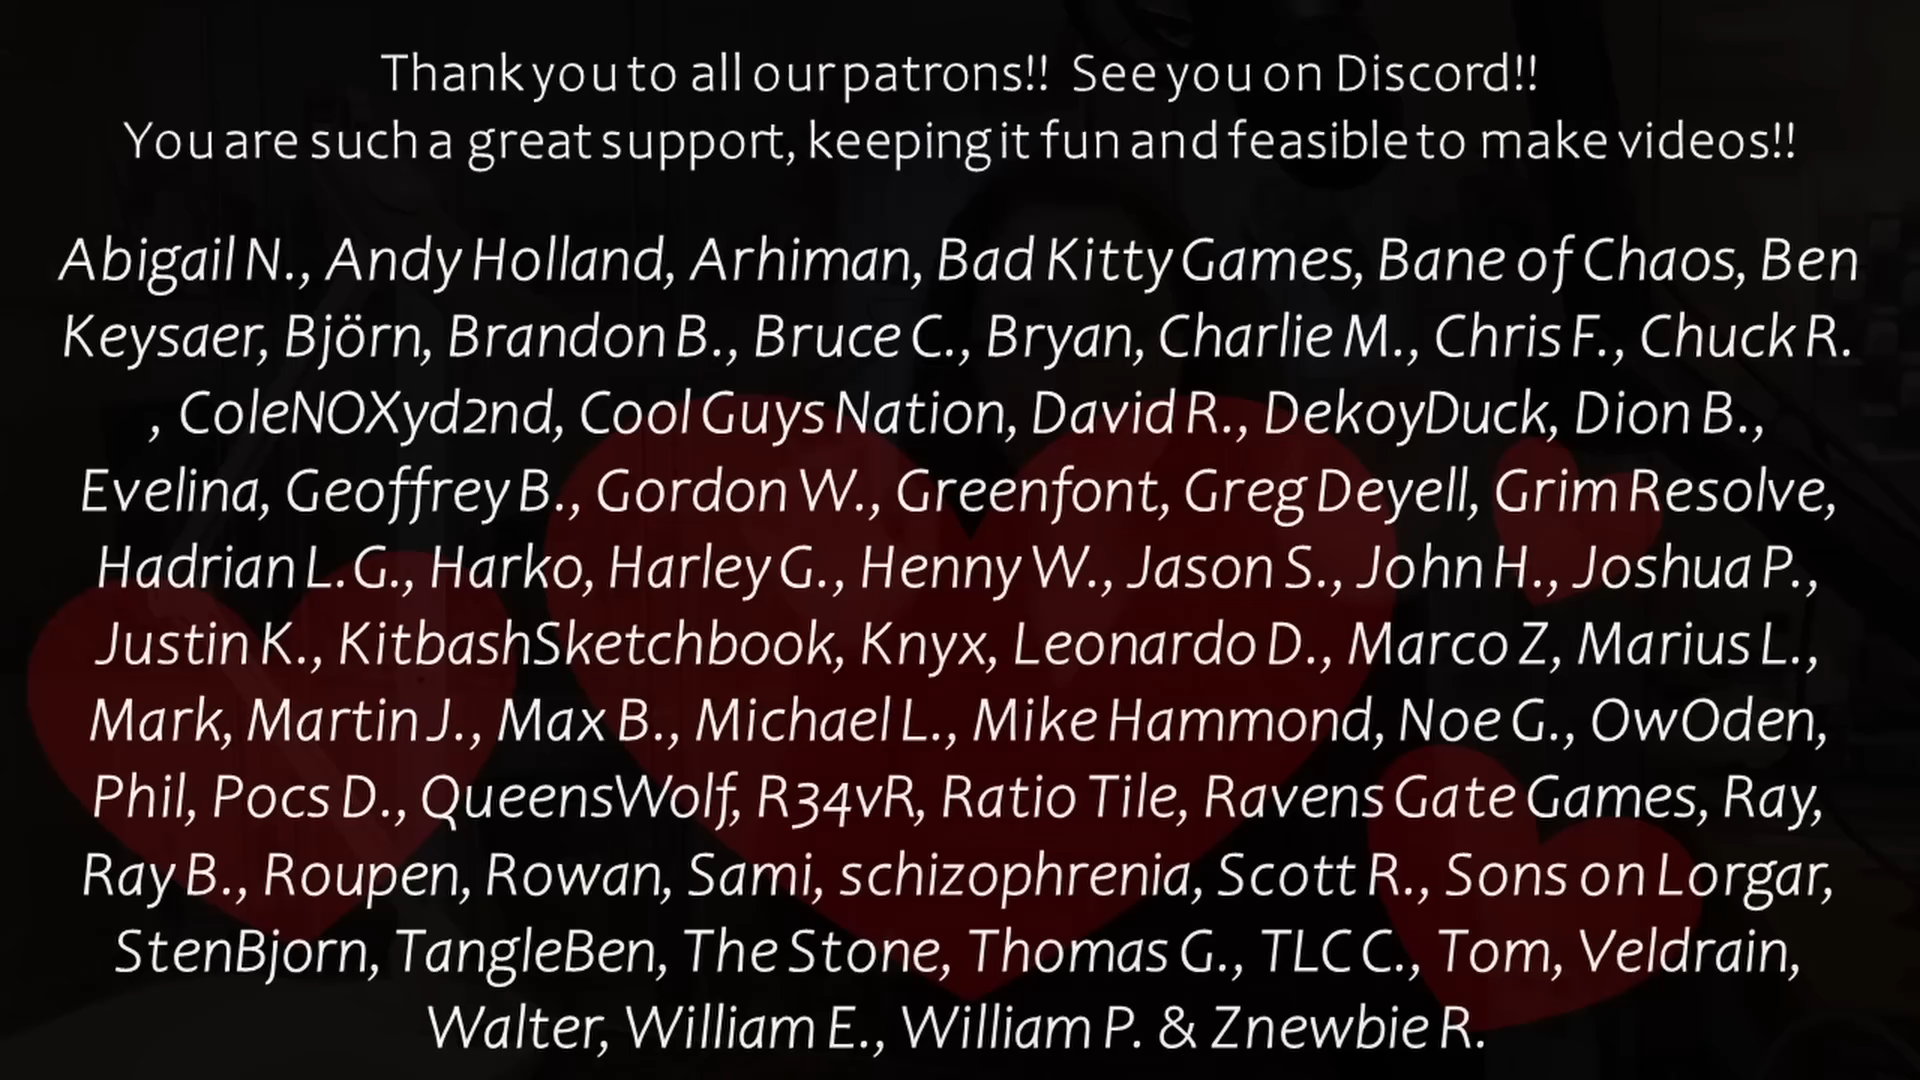 Thank you to all our patrons!! See you on Discord!!
You are such a great support, keeping it fun and feasible to make videos!!
Abigail N., Andy Holland, Arhiman, Bad Kitty Games, Bane of Chaos, Ben
Keysaer, Björn, Brandon B., Bruce C., Bryan, Charlie M., Chris F., Chuck R.
, ColeNOXyd2nd, Cool Guys Nation, David R., DekoyDuck, Dion B.,
Evelina, Geoffrey B., Gordon W., Greenfont, Greg Deyell, Grim Resolve,
Hadrian L.G., Harko, Harley G., Henny W., Jason S., John H., Joshua P.,
Justin K., KitbashSketchbook, Knyx, Leonardo D., Marco Z, Marius L.,
Mark, Martin J., Max B., Michael L., Mike Hammond, Noe G., OwOden,
Phil, Pocs D., QueensWolf, R34vR, Ratio Tile, Ravens Gate Games, Ray,
Ray B., Roupen, Rowan, Sami, schizophrenia, Scott R., Sons on Lorgar,
StenBjorn, TangleBen, The Stone, Thomas G., TLC C., Tom, Veldrain,
Walter, William E., William P. & Znewbie R.